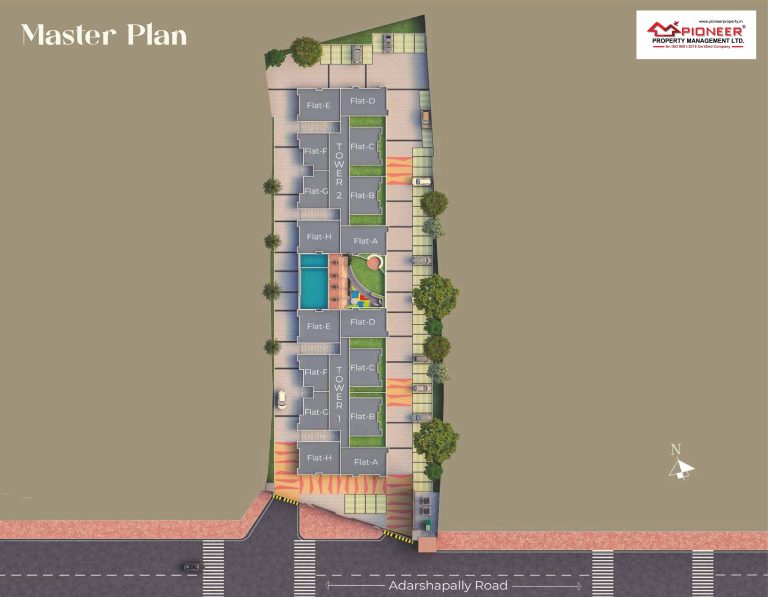 Master Plan
www.pioneerproperty.in
PIONEER®
PROPERTY MANAGEMENT LTD.
An ISO 9001:2015 Certified Company
Flat-E
Flat-D
Flat-F
Flat-C
TOWER 2
Flat-G
Flat-B
Flat-H
Flat-A
Flat-E
Flat-D
Flat-F
Flat-C
TOWER 1
Flat-G
Flat-B
Flat-H
Flat-A
N
Adarshapally Road